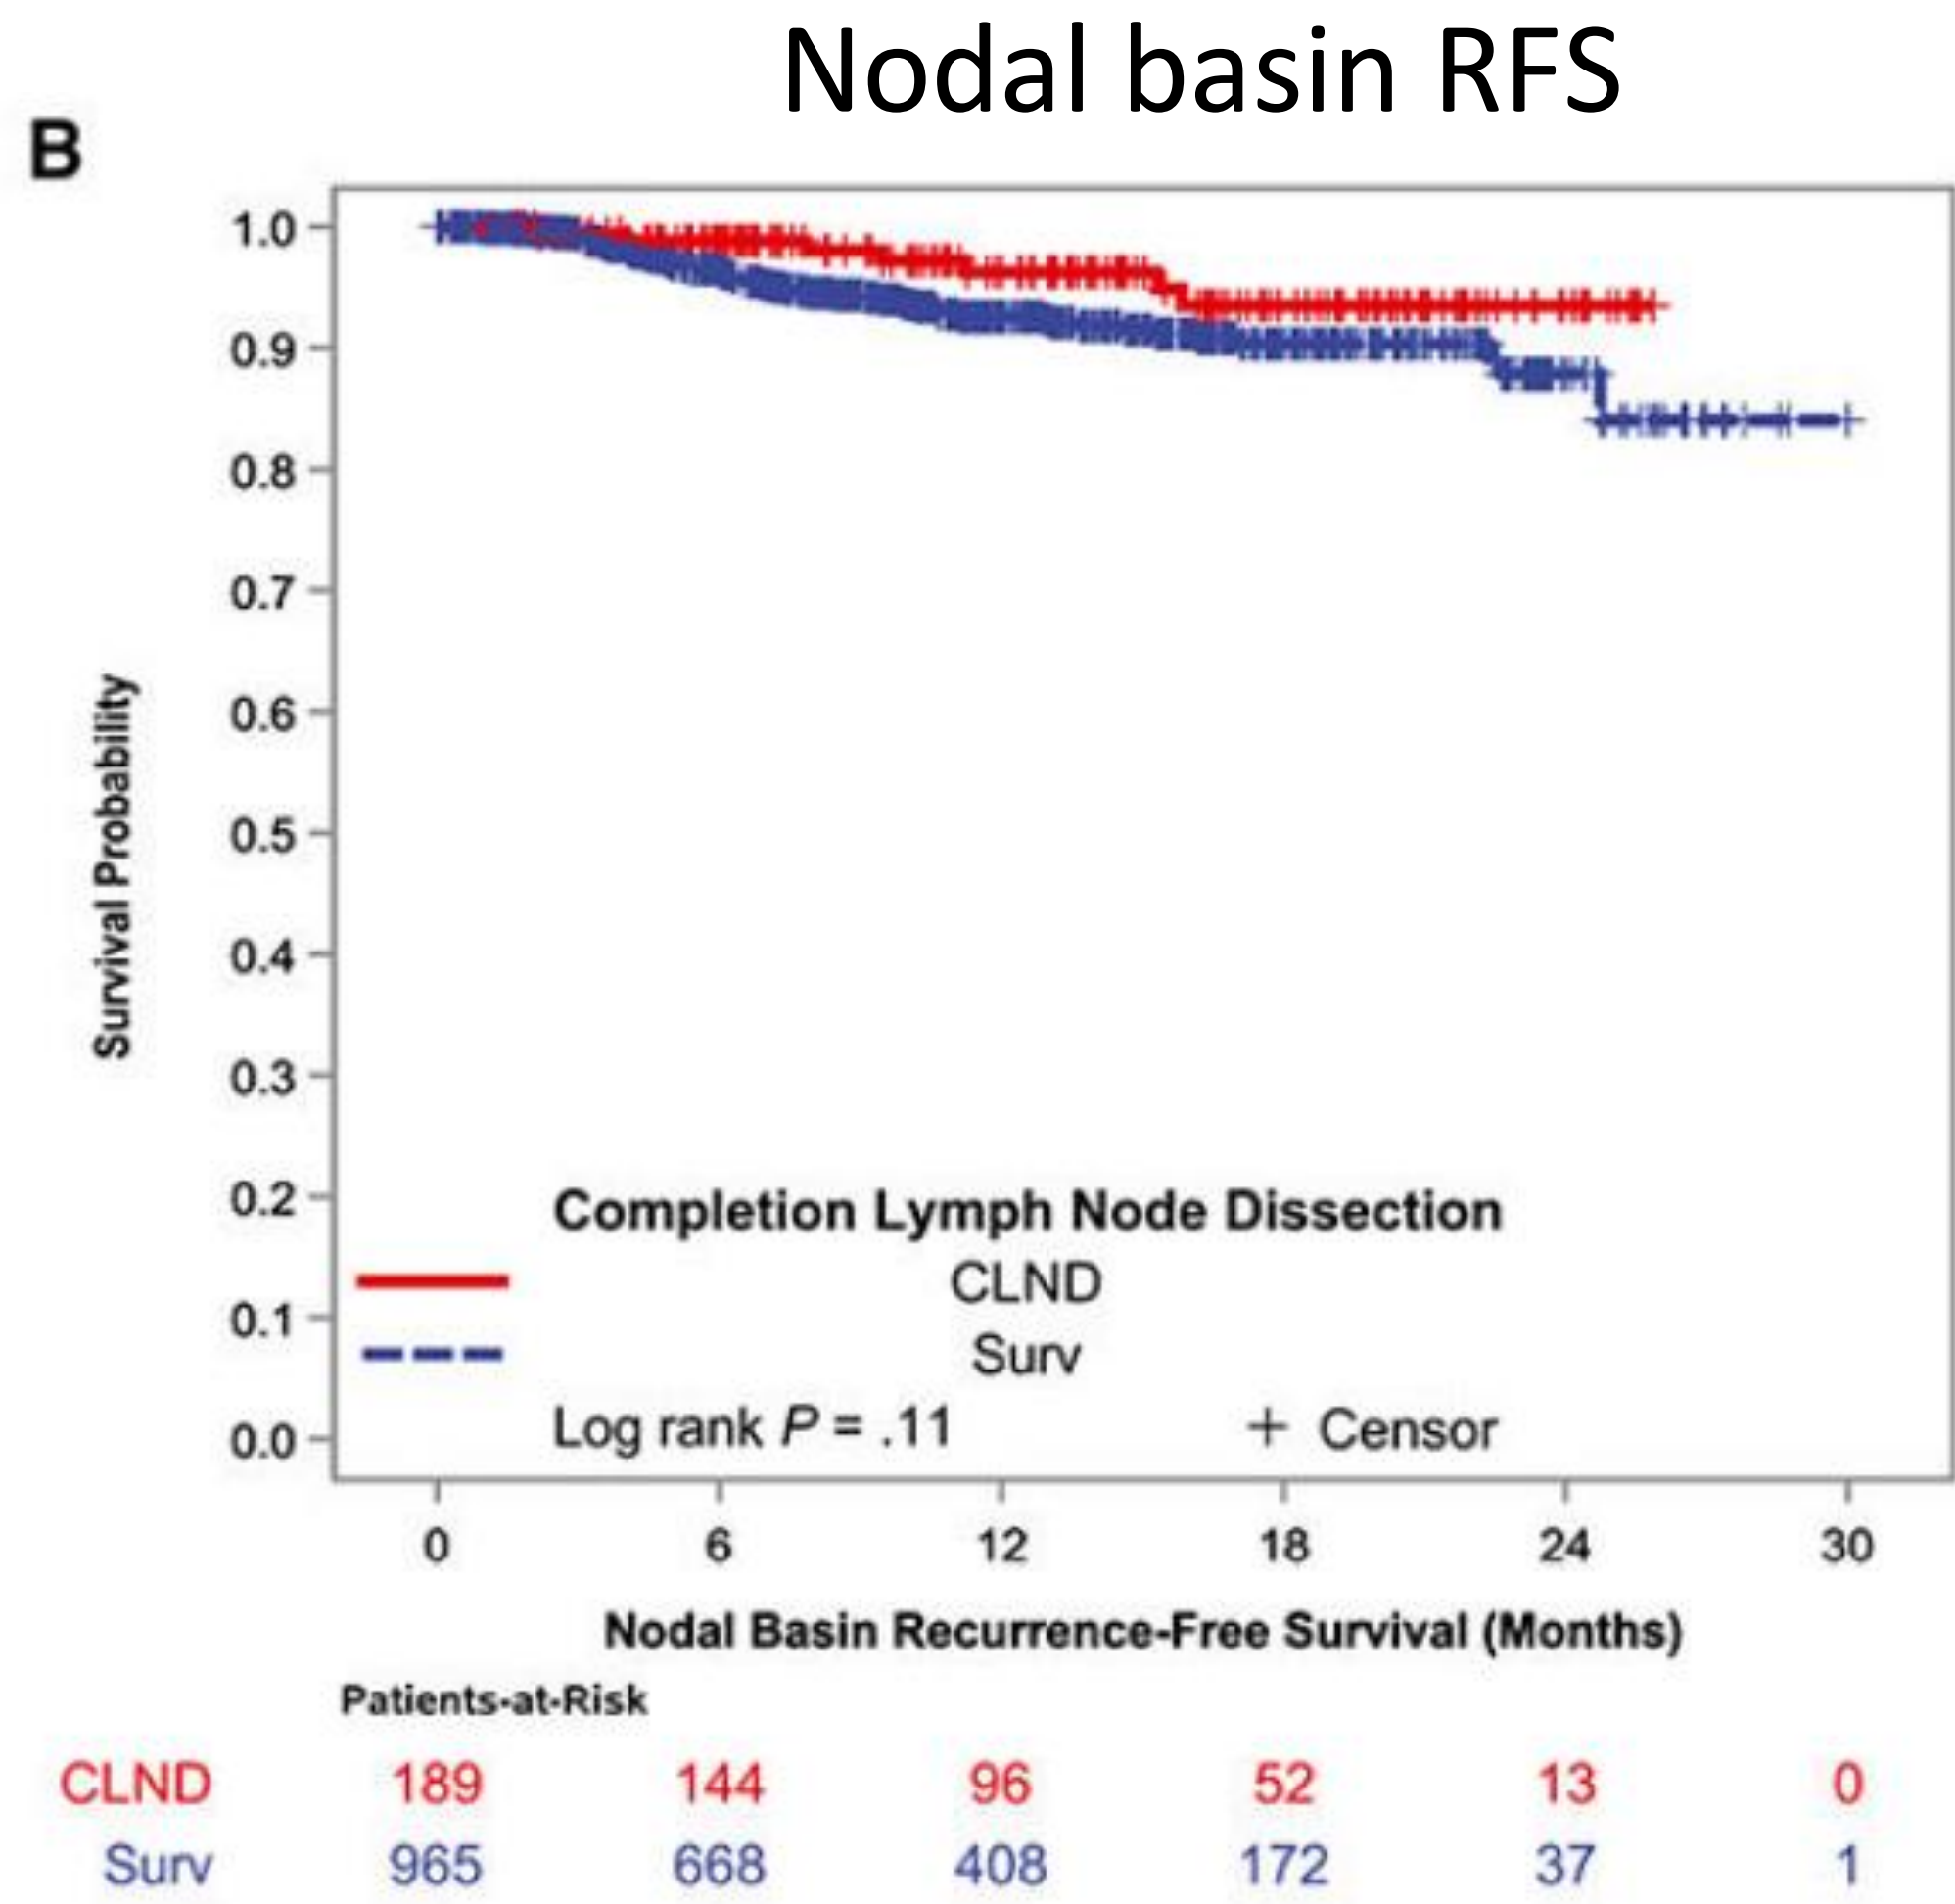 Nodal basin RFS
B
1.0
0.9
0.8
0.7
0.6
0.5
0.4
0.3
0.2
0.1
0.0
Survival Probability
Completion Lymph Node Dissection
CLND
Surv
Log rank P = .11
+ Censor
0 6 12 18 24 30
Nodal Basin Recurrence-Free Survival (Months)
Patients-at-Risk
CLND 189 144 96 52 13 0
Surv 965 668 408 172 37 1